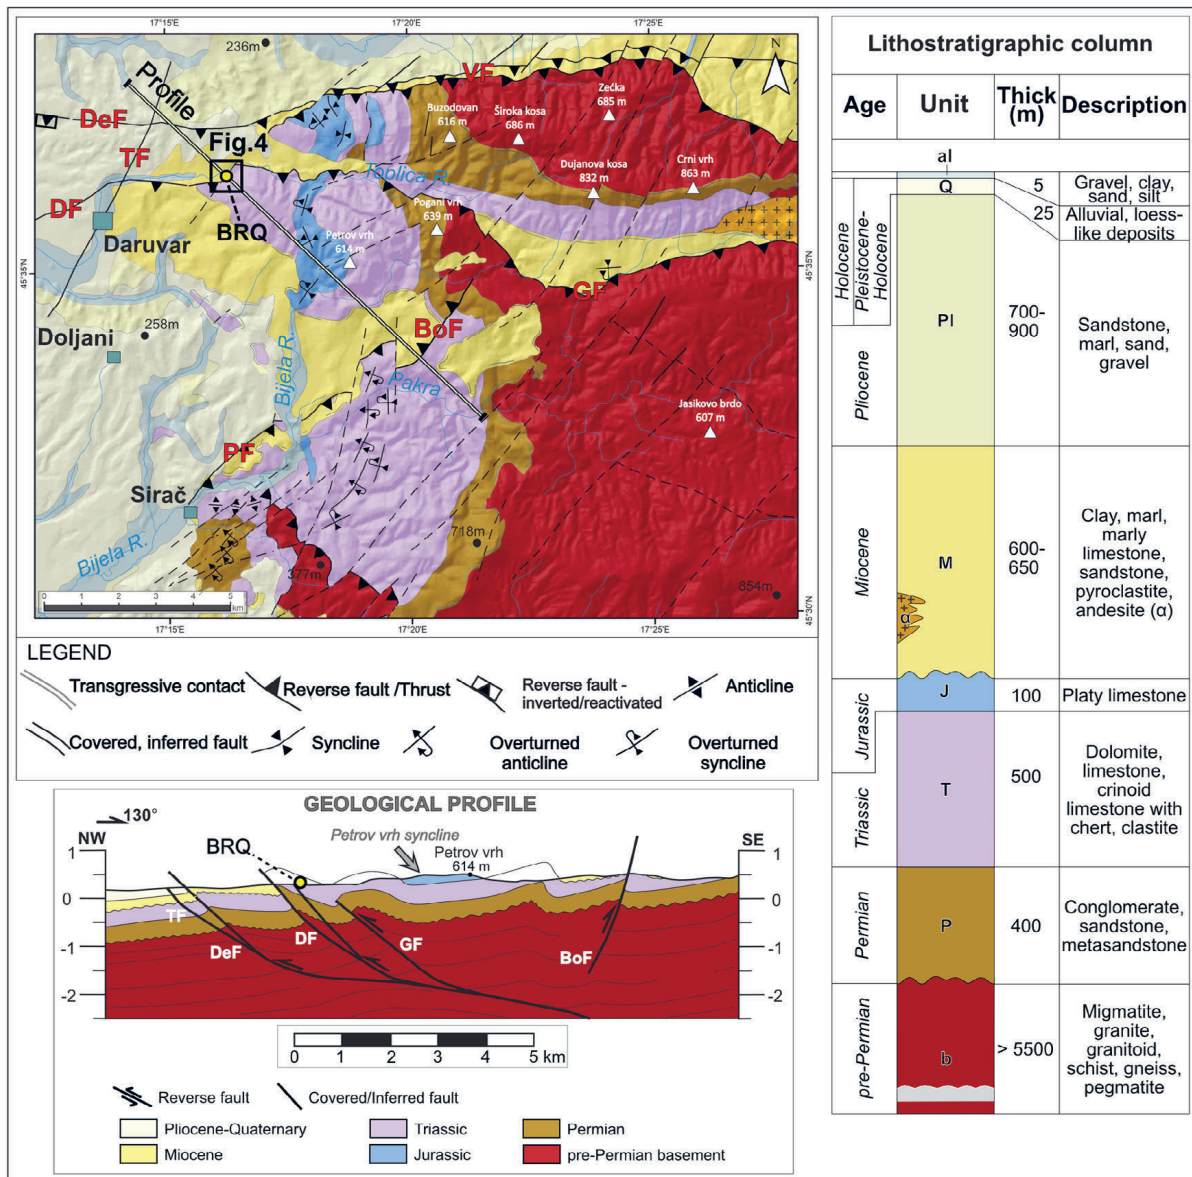 17°15'E
17°20'E
17°25'E
236m
N
VF
Profile
Zečka
685 m
Buzodovan
616 m
Široka kosa
686 m
DeF
Fig.4
TF
Dujanova kosa
832 m
Crni vrh
863 m
Toplica R.
DF
Pogani vrh
639 m
BRQ
Daruvar
Petrov vrh
614 m
45°35'N
45°35'N
GF
258m
BoF
Doljani
Bijela R.
Pakra
Jasikovo brdo
607 m
PF
Sirač
718m
Bijela R.
377m
854m
0 1 2 3 4 5
km
45°30'N
17°15'E
17°20'E
17°25'E
LEGEND
Transgressive contact
Reverse fault /Thrust
Reverse fault -
inverted/reactivated
Anticline
Covered, inferred fault
Syncline
Overturned
anticline
Overturned
syncline
GEOLOGICAL PROFILE
130°
NW
SE
Petrov vrh syncline
BRQ
Petrov vrh
614 m
1
0
-1
-2
1
0
-1
-2
TF
DeF
DF
GF
BoF
0 1 2 3 4 5 km
Reverse fault
Covered/Inferred fault
Pliocene-Quaternary
Triassic
Permian
Miocene
Jurassic
pre-Permian basement
Lithostratigraphic column
Age
Unit
Thick
(m)
Description
al
Holocene
Pleistocene-
Holocene
Q
5
Gravel, clay,
sand, silt
25
Alluvial, loess-
like deposits
Pliocene
Pl
700-
900
Sandstone,
marl, sand,
gravel
Miocene
M
α
600-
650
Clay, marl,
marly
limestone,
sandstone,
pyroclastite,
andesite (α)
Jurassic
J
100
Platy limestone
Triassic
T
500
Dolomite,
limestone,
crinoid
limestone with
chert, clastite
Permian
P
400
Conglomerate,
sandstone,
metasandstone
pre-Permian
b
> 5500
Migmatite,
granite,
granitoid,
schist, gneiss,
pegmatite